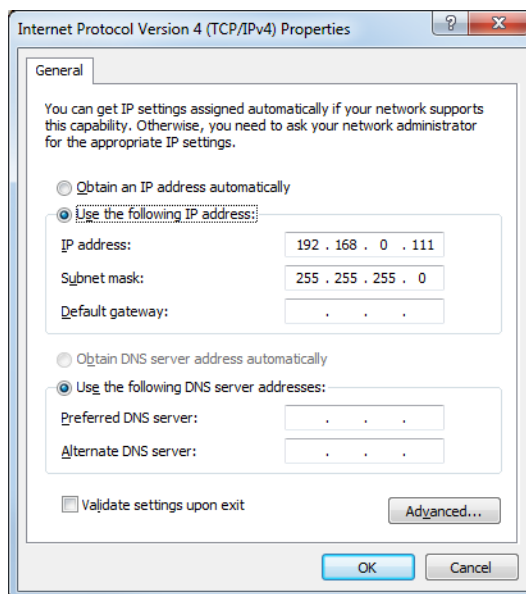 Internet Protocol Version 4 (TCP/IPv4) Properties
General
You can get IP settings assigned automatically if your network supports
this capability. Otherwise, you need to ask your network administrator
for the appropriate IP settings.
Obtain an IP address automatically
Use the following IP address:
IP address: 192 . 168 . 0 . 111
Subnet mask: 255 . 255 . 255 . 0
Default gateway: . . .
Obtain DNS server address automatically
Use the following DNS server addresses:
Preferred DNS server: . . .
Alternate DNS server: . . .
Validate settings upon exit
Advanced...
OK Cancel